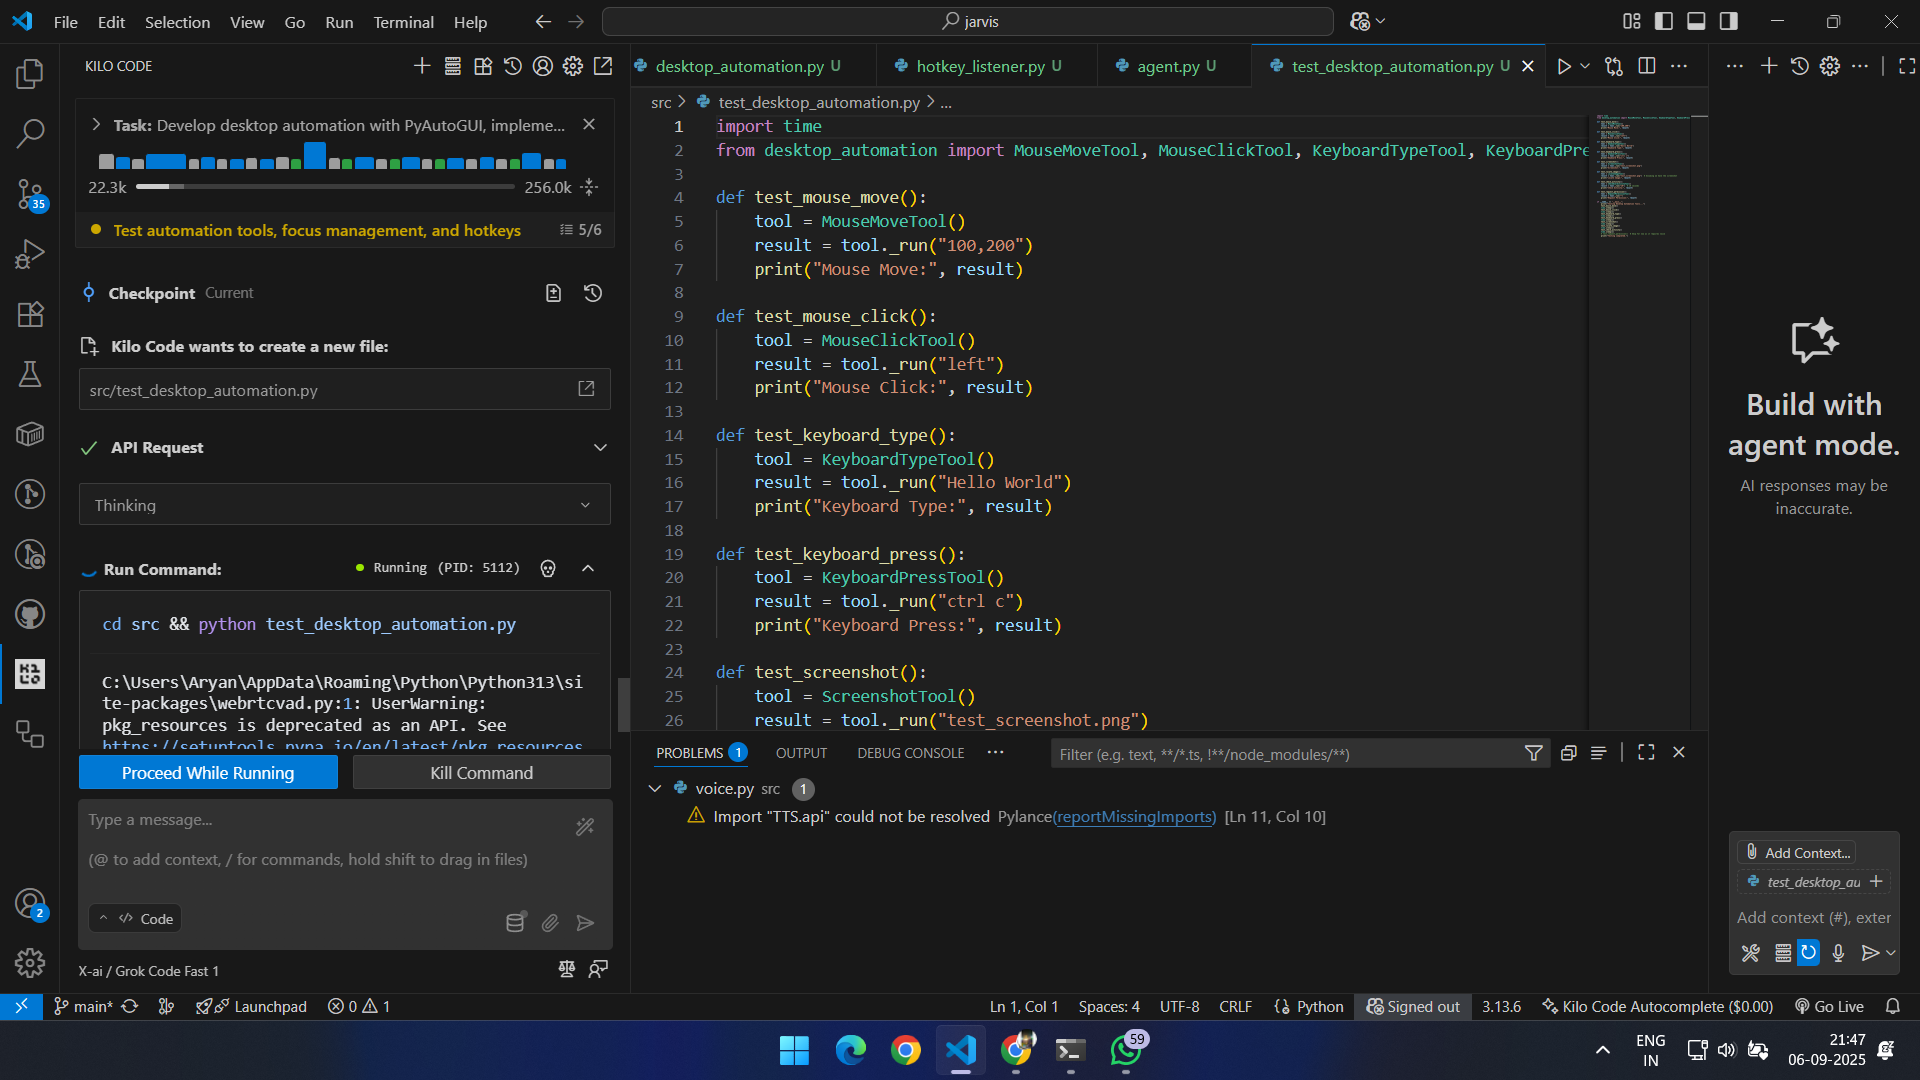 File Edit Selection View Go Run Terminal Help
jarvis
KILO CODE
Task: Develop desktop automation with PyAutoGUI, impleme...
22.3k
256.0k
Test automation tools, focus management, and hotkeys
5/6
Checkpoint Current
Kilo Code wants to create a new file:
src/test_desktop_automation.py
API Request
Thinking
Run Command:
Running (PID: 5112)
cd src && python test_desktop_automation.py
C:\Users\Aryan\AppData\Roaming\Python\Python313\si
te-packages\webrtcvad.py:1: UserWarning:
pkg_resources is deprecated as an API. See
https://setuptools.pypa.io/en/latest/pkg_resources
Proceed While Running
Kill Command
Type a message...
(@ to add context, / for commands, hold shift to drag in files)
Code
X-ai / Grok Code Fast 1
35
2
desktop_automation.py U
hotkey_listener.py U
agent.py U
test_desktop_automation.py U
src > test_desktop_automation.py > ...
1 import time
2 from desktop_automation import MouseMoveTool, MouseClickTool, KeyboardTypeTool, KeyboardPre
3
4 def test_mouse_move():
5 tool = MouseMoveTool()
6 result = tool._run("100,200")
7 print("Mouse Move:", result)
8
9 def test_mouse_click():
10 tool = MouseClickTool()
11 result = tool._run("left")
12 print("Mouse Click:", result)
13
14 def test_keyboard_type():
15 tool = KeyboardTypeTool()
16 result = tool._run("Hello World")
17 print("Keyboard Type:", result)
18
19 def test_keyboard_press():
20 tool = KeyboardPressTool()
21 result = tool._run("ctrl c")
22 print("Keyboard Press:", result)
23
24 def test_screenshot():
25 tool = ScreenshotTool()
26 result = tool._run("test_screenshot.png")
PROBLEMS 1
OUTPUT
DEBUG CONSOLE
Filter (e.g. text, **/*.ts, !**/node_modules/**)
voice.py src 1
Import "TTS.api" could not be resolved Pylance(reportMissingImports) [Ln 11, Col 10]
Build with
agent mode.
AI responses may be
inaccurate.
Add Context...
test_desktop_au
Add context (#), exter
main*
Launchpad
0
1
Ln 1, Col 1
Spaces: 4
UTF-8
CRLF
Python
Signed out
3.13.6
Kilo Code Autocomplete ($0.00)
Go Live
59
ENG
IN
21:47
06-09-2025